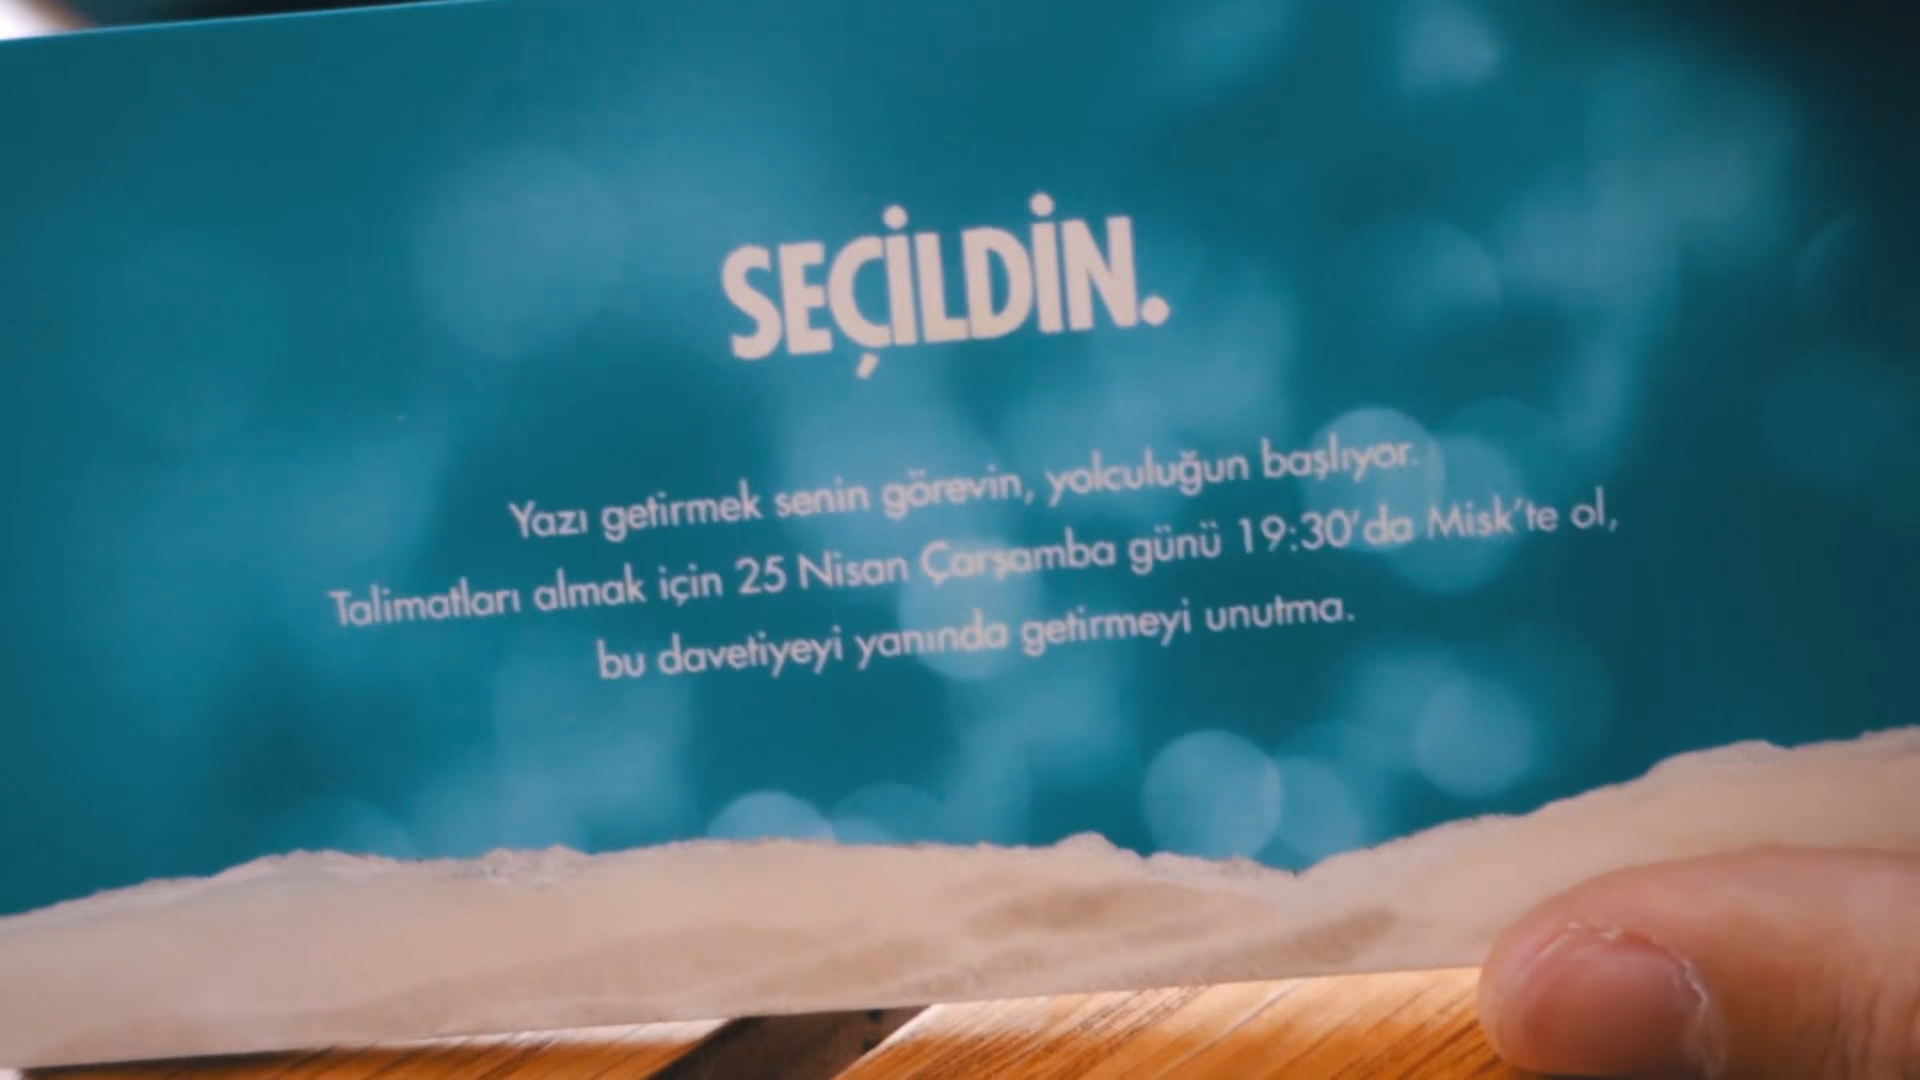 SEÇİLDİN.
Yazı getirmek senin görevin, yolculuğun başlıyor.
Talimatları almak için 25 Nisan Çarşamba günü 19:30'da Misk'te ol,
bu davetiyeyi yanında getirmeyi unutma.